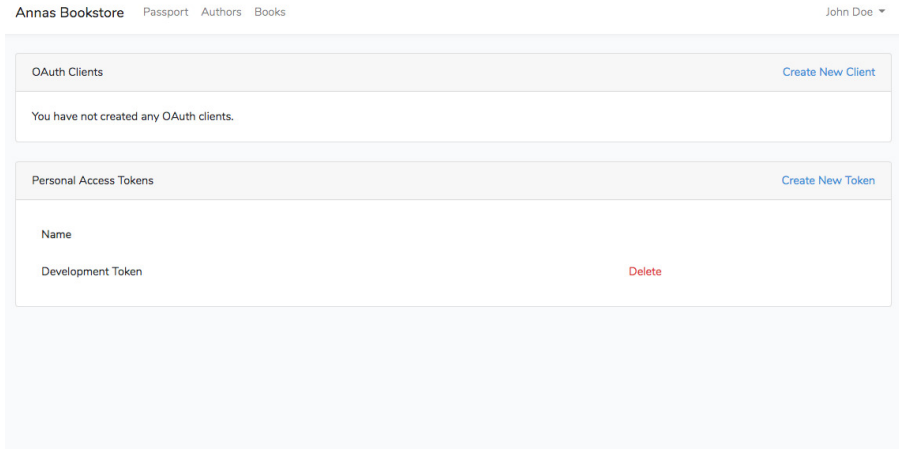 Annas Bookstore Passport Authors Books John Doe
OAuth Clients Create New Client
You have not created any OAuth clients.
Personal Access Tokens Create New Token
Name
Development Token Delete